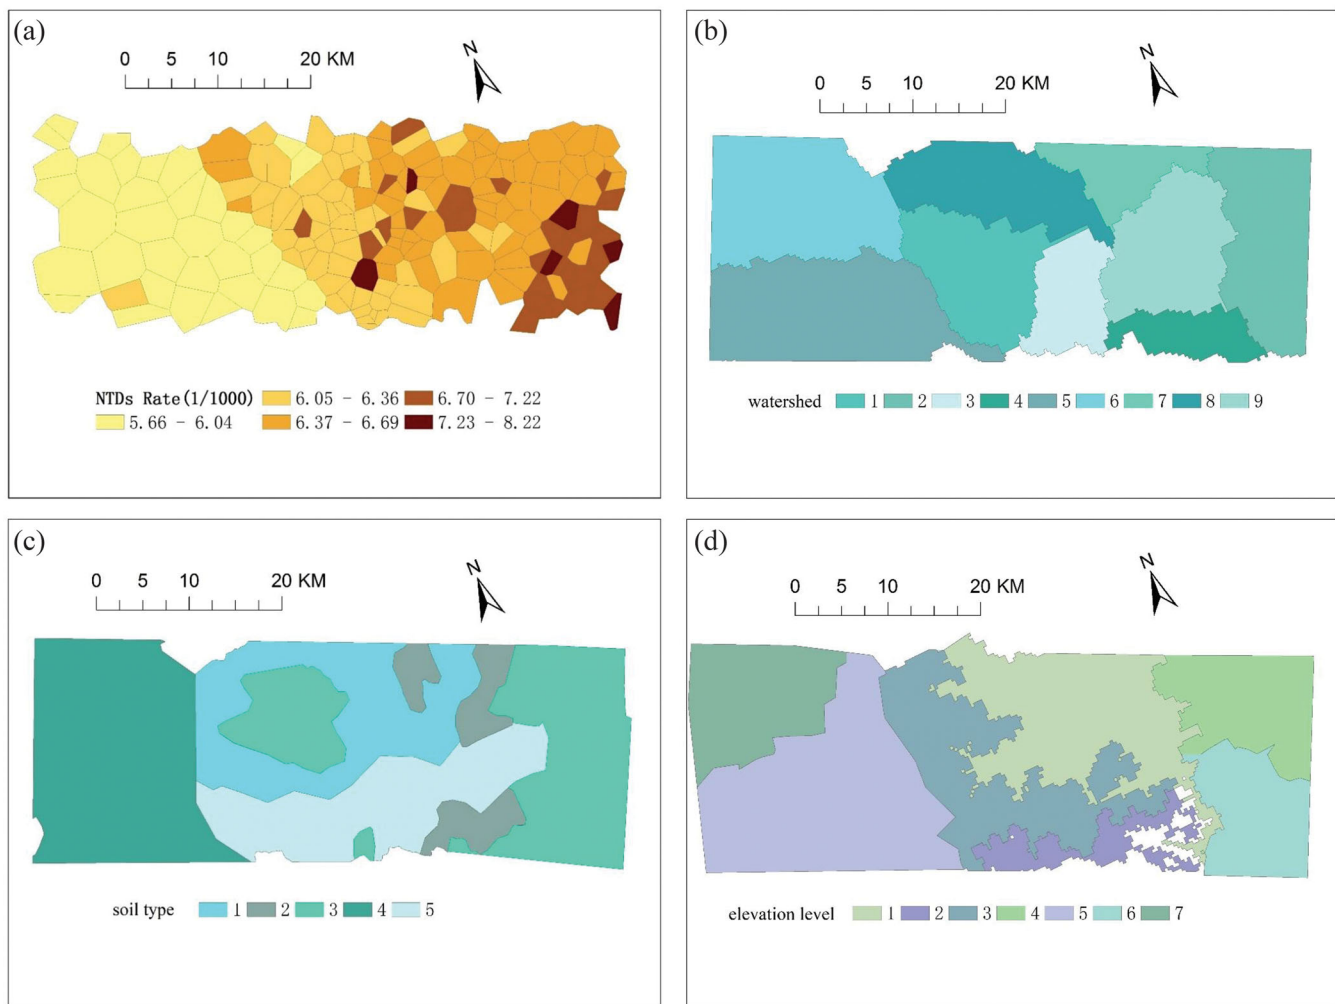 (a)
N
0 5 10 20 KM
NTDs Rate(1/1000)
6.05 - 6.36
6.70 - 7.22
5.66 - 6.04
6.37 - 6.69
7.23 - 8.22
(b)
N
0 5 10 20 KM
watershed 1 2 3 4 5 6 7 8 9
(c)
N
0 5 10 20 KM
soil type 1 2 3 4 5
(d)
N
0 5 10 20 KM
elevation level 1 2 3 4 5 6 7